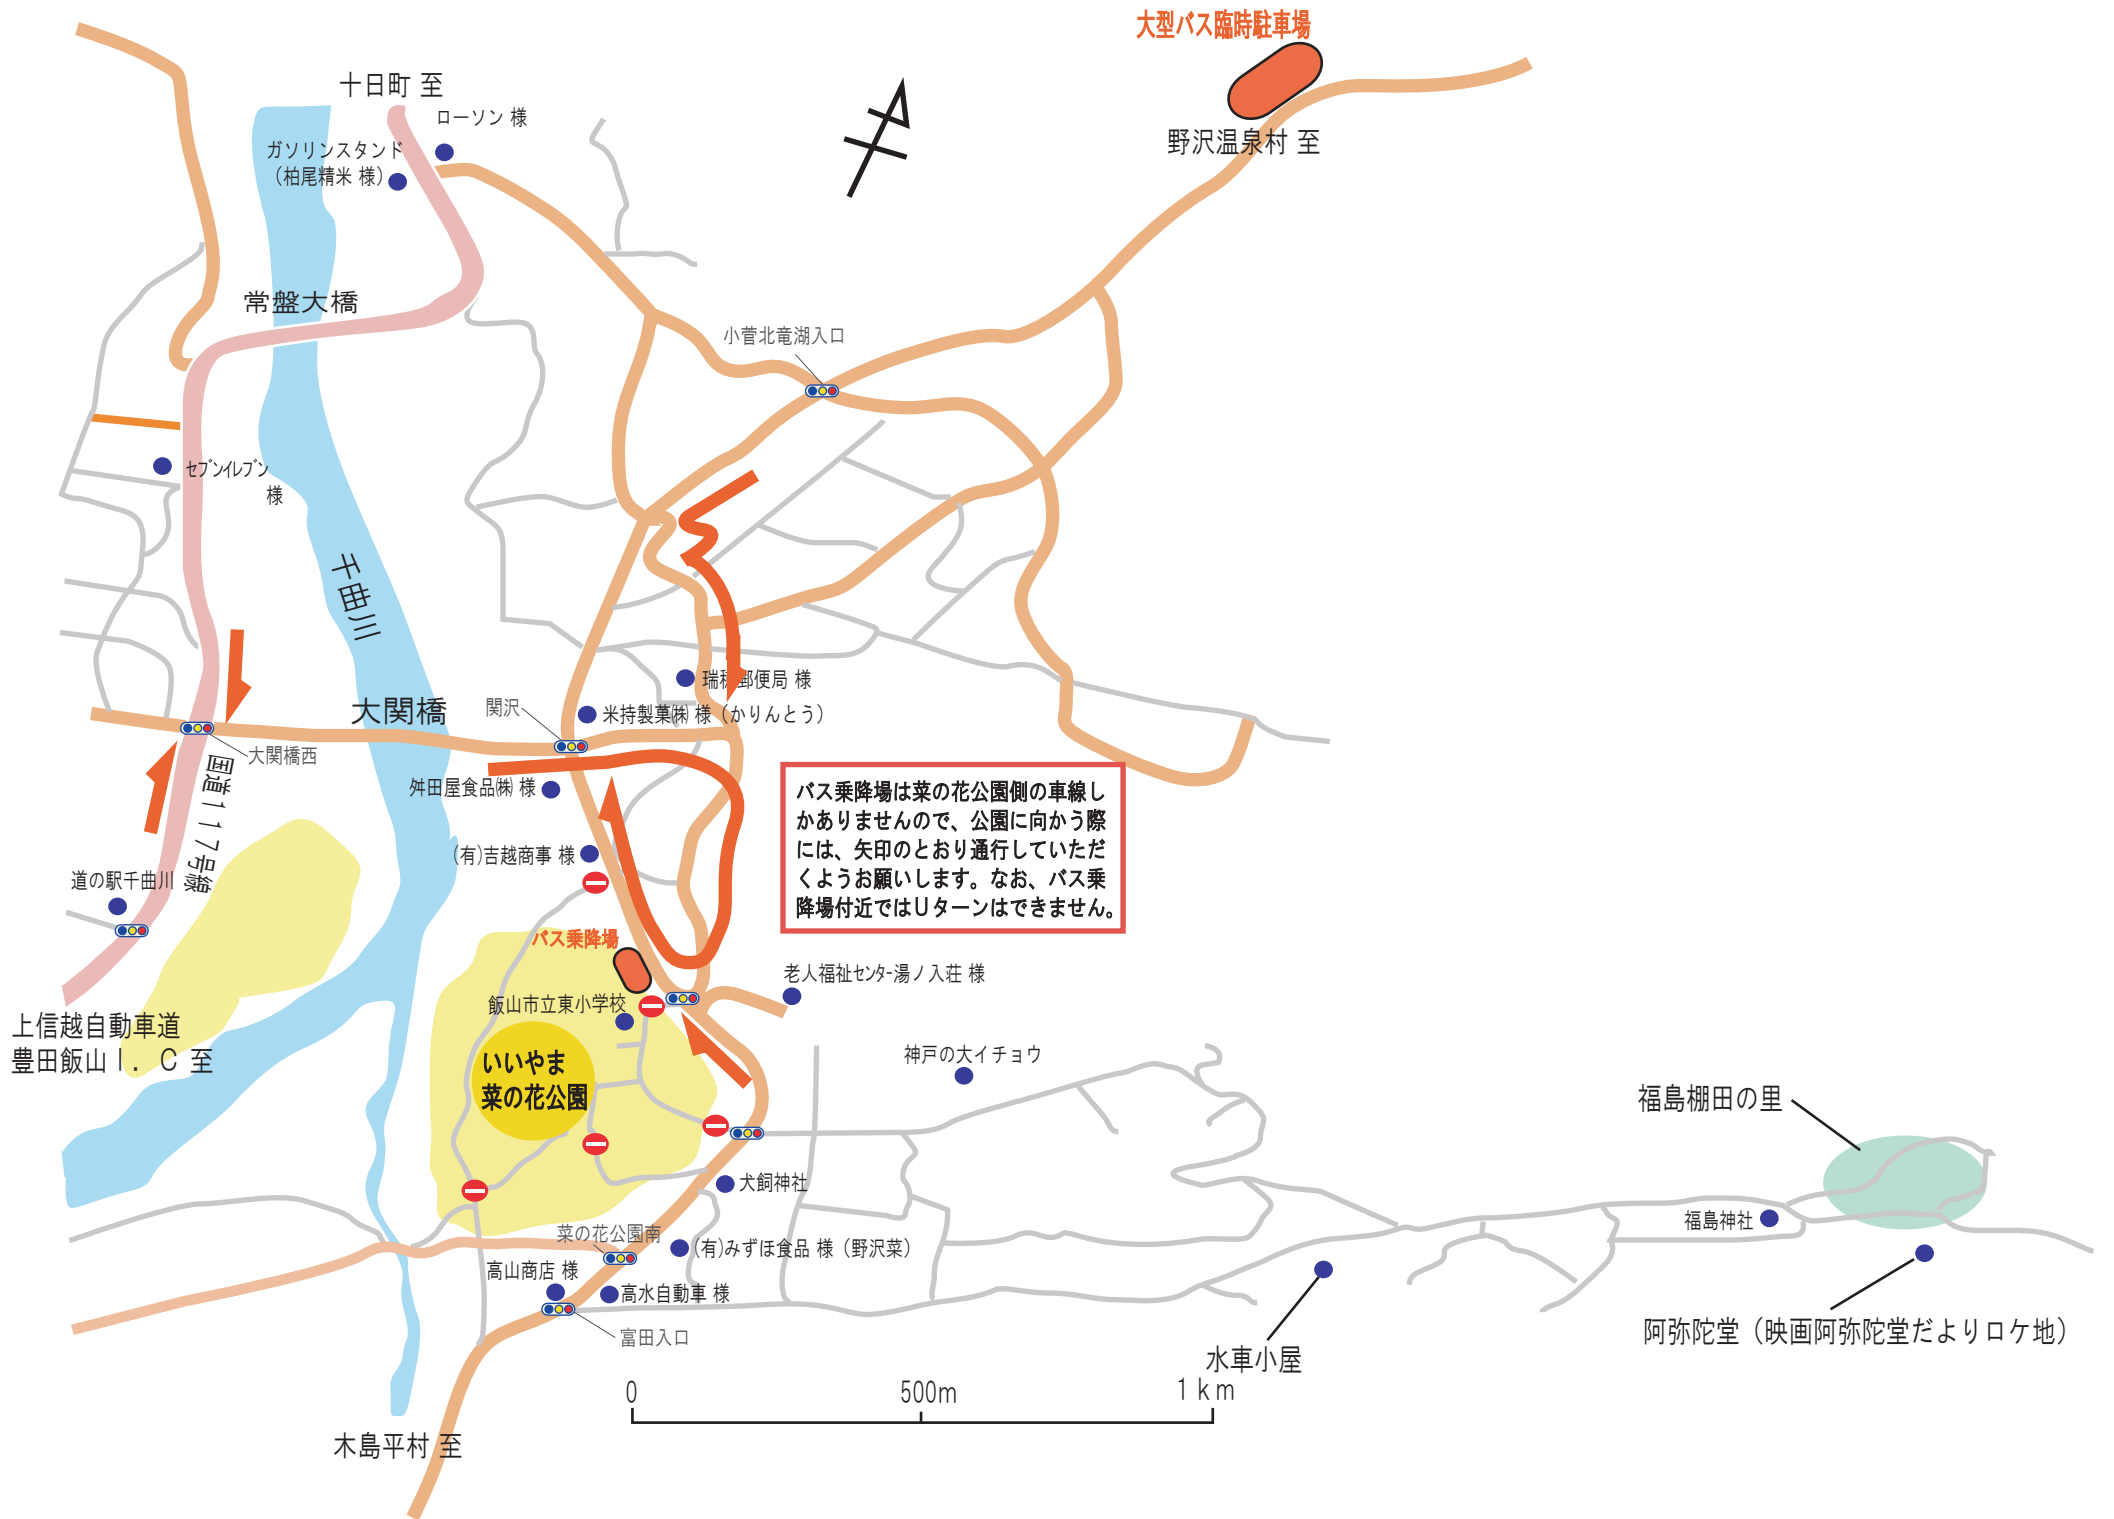 大型バス臨時駐車場
十日町 至
ローソン 様
野沢温泉村 至
ガソリンスタンド
（柏尾精米 様）
常盤大橋
小菅北竜湖入口
セブンイレブン
様
千曲川
瑞穂郵便局 様
大関橋
関沢
米持製菓㈱ 様（かりんとう）
大関橋西
国道１１７号線
舛田屋食品㈱ 様
バス乗降場は菜の花公園側の車線し
かありませんので、公園に向かう際
には、矢印のとおり通行していただ
くようお願いします。なお、バス乗
降場付近ではＵターンはできません。
(有)吉越商事 様
道の駅千曲川
バス乗降場
老人福祉センター湯ノ入荘 様
飯山市立東小学校
上信越自動車道
豊田飯山Ｉ．Ｃ 至
いいやま
菜の花公園
神戸の大イチョウ
福島棚田の里
犬飼神社
福島神社
菜の花公園南
(有)みずほ食品 様（野沢菜）
高山商店 様
高水自動車 様
富田入口
水車小屋
阿弥陀堂（映画阿弥陀堂だよりロケ地）
0
500m
１ｋｍ
木島平村 至